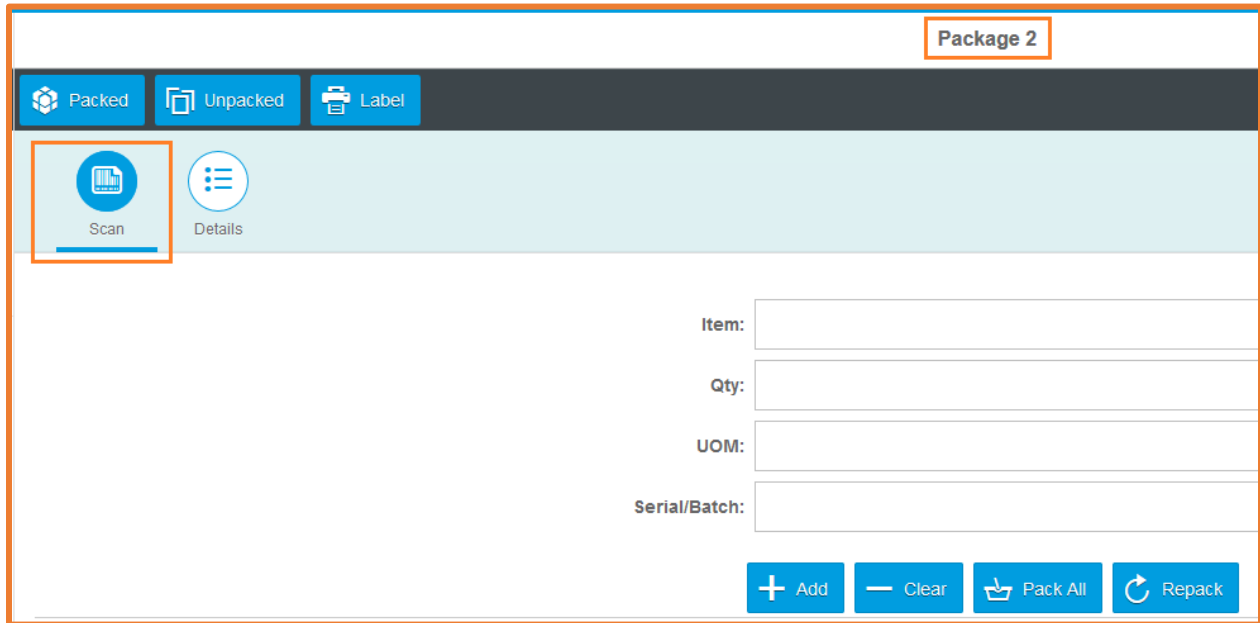 Package 2
Packed Unpacked Label
Scan Details
Item:
Qty:
UOM:
Serial/Batch:
Add Clear Pack All Repack